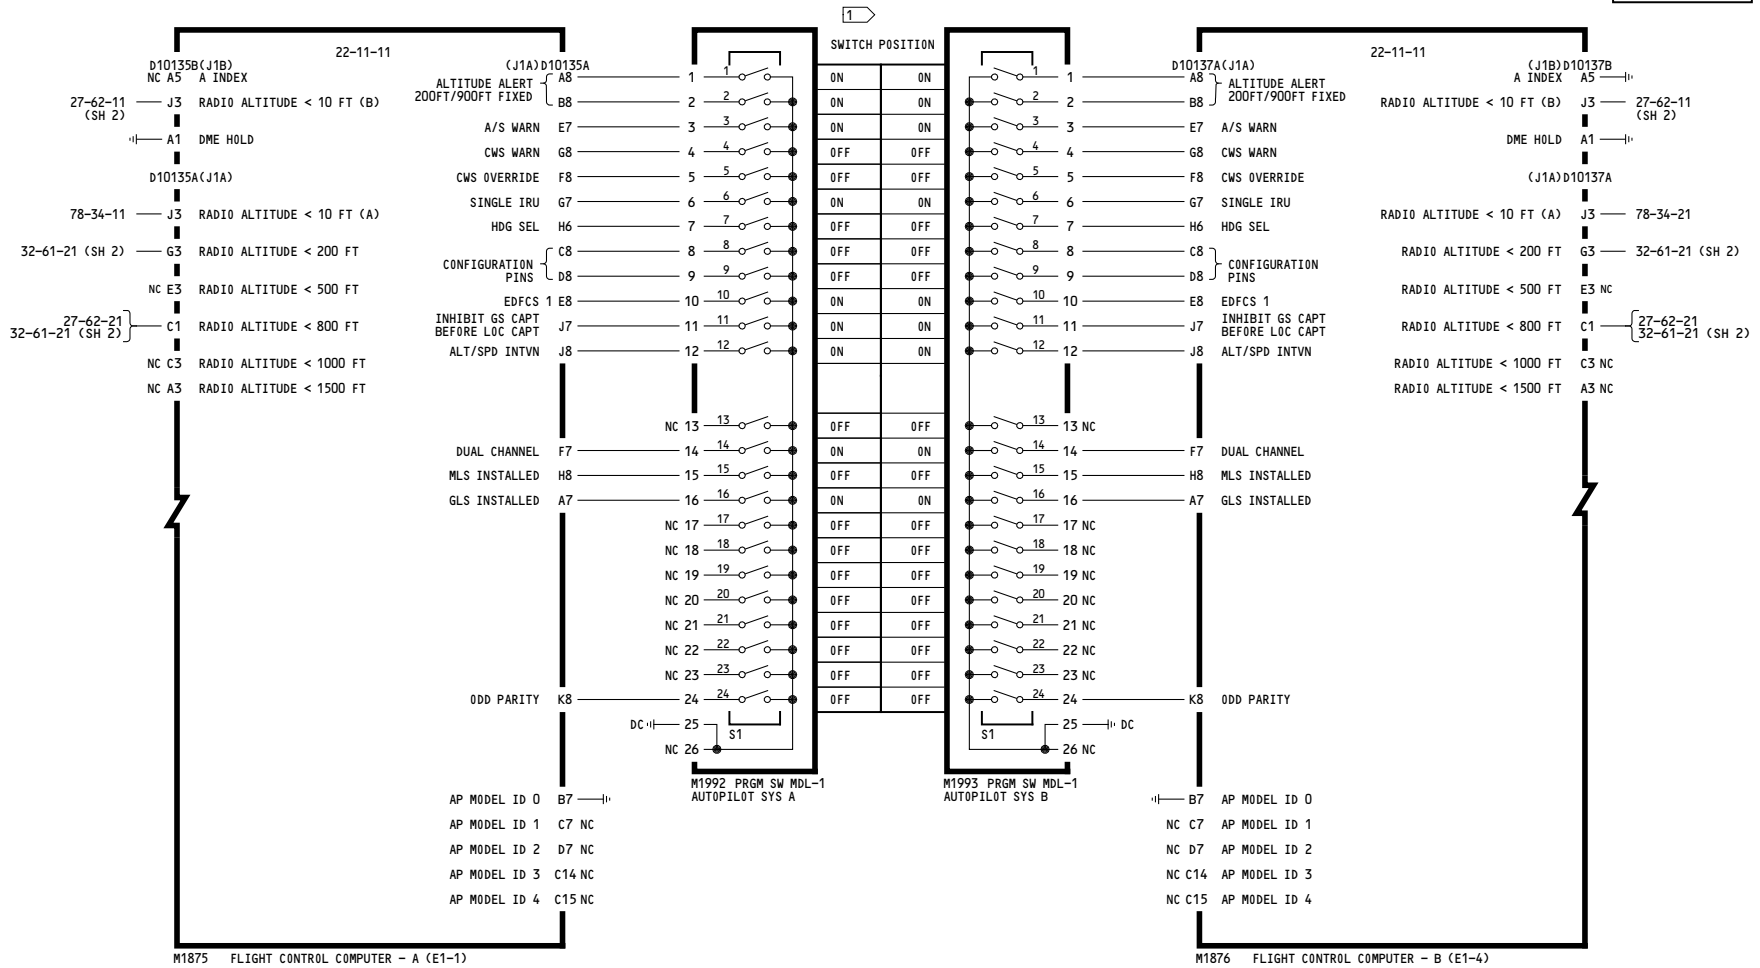 1
SWITCH POSITION
22-11-11
D10135B(J1B)
NC A5 A INDEX
27-62-11
(SH 2)
J3 RADIO ALTITUDE < 10 FT (B)
A1 DME HOLD
D10135A(J1A)
78-34-11 J3 RADIO ALTITUDE < 10 FT (A)
32-61-21 (SH 2) G3 RADIO ALTITUDE < 200 FT
NC E3 RADIO ALTITUDE < 500 FT
27-62-21
32-61-21 (SH 2)
C1 RADIO ALTITUDE < 800 FT
NC C3 RADIO ALTITUDE < 1000 FT
NC A3 RADIO ALTITUDE < 1500 FT
(J1A)D10135A
ALTITUDE ALERT
200FT/900FT FIXED
A8 1 1
B8 2 2
A/S WARN E7 3 3
CWS WARN G8 4 4
CWS OVERRIDE F8 5 5
SINGLE IRU G7 6 6
HDG SEL H6 7 7
CONFIGURATION
PINS
C8 8 8
D8 9 9
EDFCS 1 E8 10 10
INHIBIT GS CAPT
BEFORE LOC CAPT
J7 11 11
ALT/SPD INTVN J8 12 12
NC 13 13
DUAL CHANNEL F7 14 14
MLS INSTALLED H8 15 15
GLS INSTALLED A7 16 16
NC 17 17
NC 18 18
NC 19 19
NC 20 20
NC 21 21
NC 22 22
NC 23 23
ODD PARITY K8 24 24
DC 25
S1
NC 26
M1992 PRGM SW MDL-1
AUTOPILOT SYS A
AP MODEL ID 0 B7
AP MODEL ID 1 C7 NC
AP MODEL ID 2 D7 NC
AP MODEL ID 3 C14 NC
AP MODEL ID 4 C15 NC
M1875 FLIGHT CONTROL COMPUTER - A (E1-1)
ON ON
ON ON
ON ON
OFF OFF
OFF OFF
ON ON
OFF OFF
OFF OFF
OFF OFF
ON ON
ON ON
ON ON
OFF OFF
ON ON
OFF OFF
ON ON
OFF OFF
OFF OFF
OFF OFF
OFF OFF
OFF OFF
OFF OFF
OFF OFF
OFF OFF
D10137A(J1A)
1 1 A8
2 2 B8
ALTITUDE ALERT
200FT/900FT FIXED
3 3 E7 A/S WARN
4 4 G8 CWS WARN
5 5 F8 CWS OVERRIDE
6 6 G7 SINGLE IRU
7 7 H6 HDG SEL
8 8 C8
9 9 D8
CONFIGURATION
PINS
10 10 E8 EDFCS 1
11 11 J7
INHIBIT GS CAPT
BEFORE LOC CAPT
12 12 J8 ALT/SPD INTVN
13 13 NC
14 14 F7 DUAL CHANNEL
15 15 H8 MLS INSTALLED
16 16 A7 GLS INSTALLED
17 17 NC
18 18 NC
19 19 NC
20 20 NC
21 21 NC
22 22 NC
23 23 NC
24 24 K8 ODD PARITY
25 DC
S1
26 NC
M1993 PRGM SW MDL-1
AUTOPILOT SYS B
B7 AP MODEL ID 0
NC C7 AP MODEL ID 1
NC D7 AP MODEL ID 2
NC C14 AP MODEL ID 3
NC C15 AP MODEL ID 4
M1876 FLIGHT CONTROL COMPUTER - B (E1-4)
22-11-11
(J1B)D10137B
A INDEX A5
RADIO ALTITUDE < 10 FT (B) J3 27-62-11
(SH 2)
DME HOLD A1
(J1A)D10137A
RADIO ALTITUDE < 10 FT (A) J3 78-34-21
RADIO ALTITUDE < 200 FT G3 32-61-21 (SH 2)
RADIO ALTITUDE < 500 FT E3 NC
RADIO ALTITUDE < 800 FT C1
27-62-21
32-61-21 (SH 2)
RADIO ALTITUDE < 1000 FT C3 NC
RADIO ALTITUDE < 1500 FT A3 NC